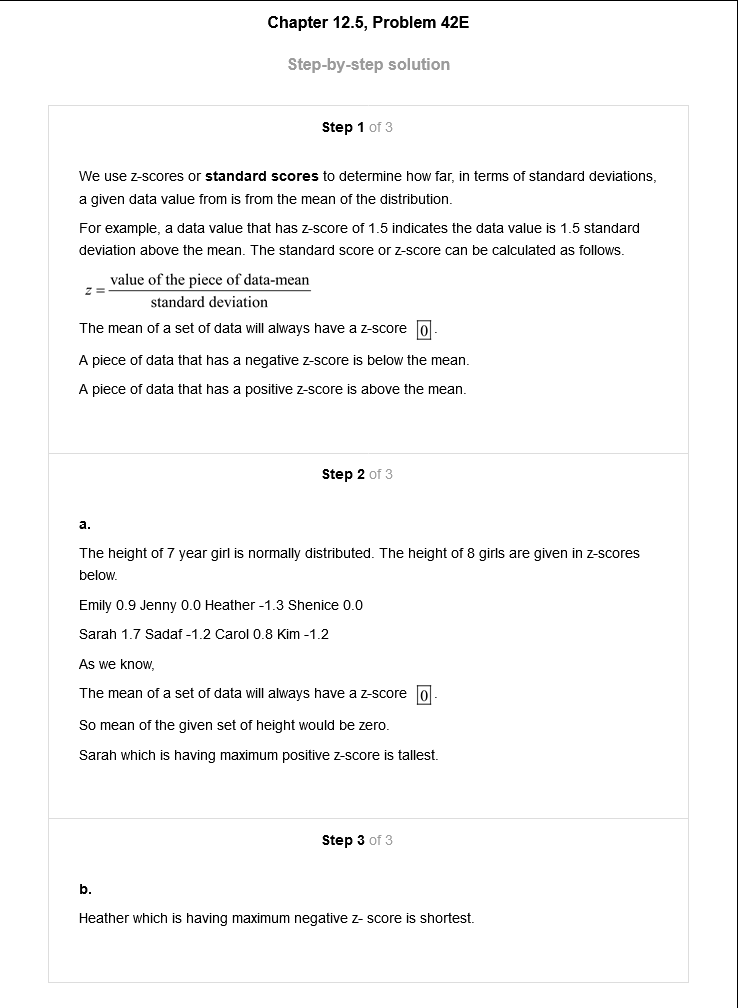 Chapter 12.5, Problem 42E
Step-by-step solution
Step 1 of 3
We use z-scores or standard scores to determine how far, in terms of standard deviations,
a given data value from is from the mean of the distribution.
For example, a data value that has z-score of 1.5 indicates the data value is 1.5 standard
deviation above the mean. The standard score or z-score can be calculated as follows.
z = value of the piece of data-mean
standard deviation
The mean of a set of data will always have a z-score 0 .
A piece of data that has a negative z-score is below the mean.
A piece of data that has a positive z-score is above the mean.
Step 2 of 3
a.
The height of 7 year girl is normally distributed. The height of 8 girls are given in z-scores
below.
Emily 0.9 Jenny 0.0 Heather -1.3 Shenice 0.0
Sarah 1.7 Sadaf -1.2 Carol 0.8 Kim -1.2
As we know,
The mean of a set of data will always have a z-score 0 .
So mean of the given set of height would be zero.
Sarah which is having maximum positive z-score is tallest.
Step 3 of 3
b.
Heather which is having maximum negative z- score is shortest.